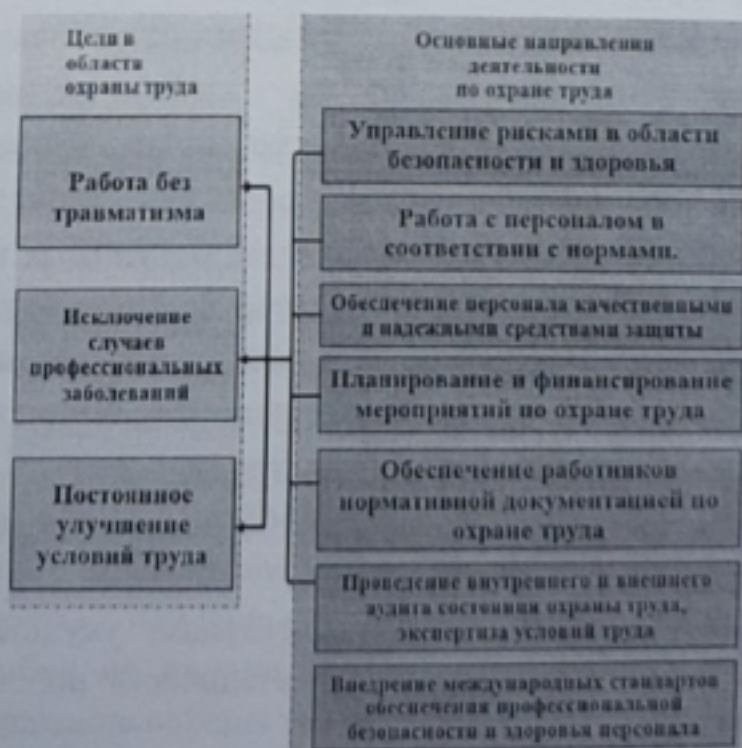 Цели в
области
охраны труда
Работа без
травматизма
Исключение
случаев
профессиональных
заболеваний
Постоянное
улучшение
условий труда
Основные направления
деятельности
по охране труда
Управление рисками в области
безопасности и здоровья
Работа с персоналом в
соответствии с нормами.
Обеспечение персонала качественными
и надежными средствами защиты
Планирование и финансирование
мероприятий по охране труда
Обеспечение работников
нормативной документацией по
охране труда
Проведение внутреннего и внешнего
аудита состояния охраны труда,
экспертиза условий труда
Внедрение международных стандартов
обеспечения профессиональной
безопасности и здоровья персонала